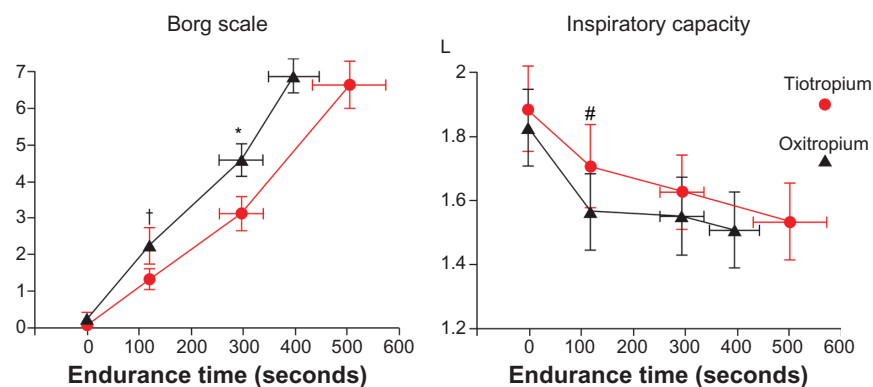 Borg scale
7
6
5
4
3
2
1
0
†
*
0 100 200 300 400 500 600
Endurance time (seconds)
Inspiratory capacity
L
2
1.8
1.6
1.4
1.2
#
Tiotropium
Oxitropium
0 100 200 300 400 500 600
Endurance time (seconds)